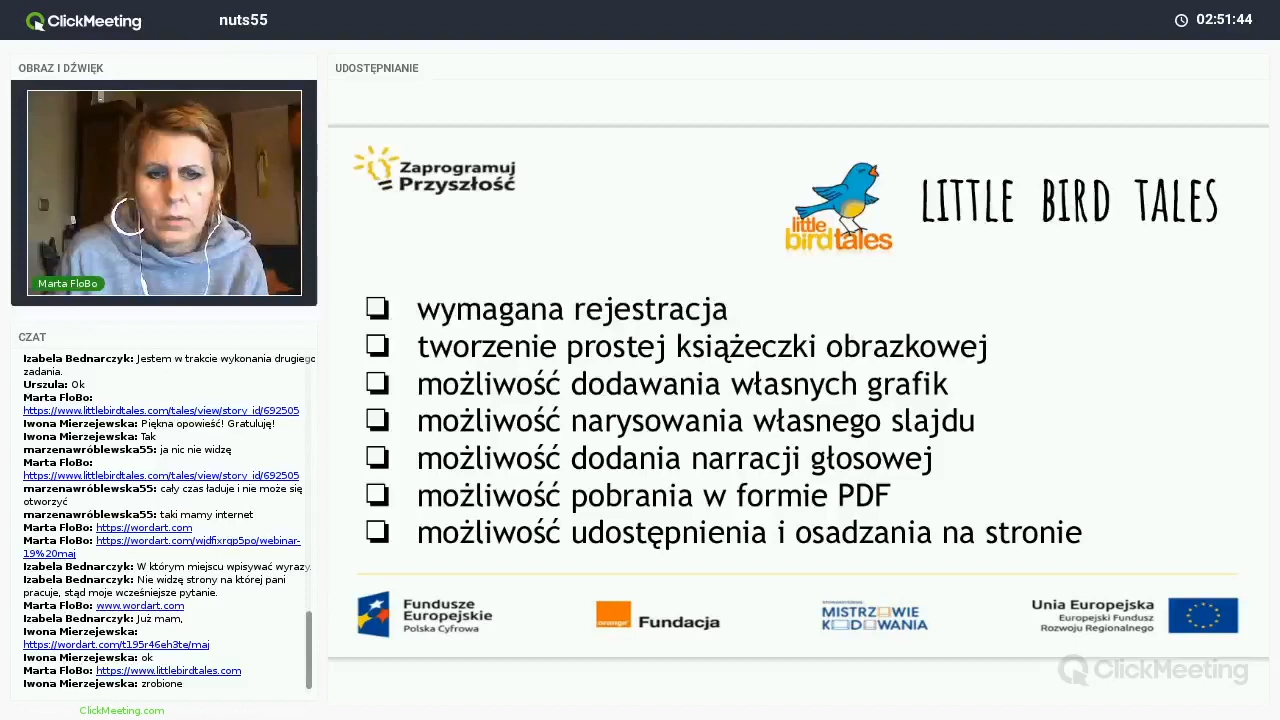 ClickMeeting
nuts55
02:51:44
OBRAZ I DŹWIĘK
Marta FloBo
CZAT
Izabela Bednarczyk: Jestem w trakcie wykonania drugiego
zadania.
Urszula: Ok
Marta FloBo:
https://www.littlebirdtales.com/tales/view/story_id/692505
Iwona Mierzejewska: Piękna opowieść! Gratuluję!
Iwona Mierzejewska: Tak
marzenawróblewska55: ja nic nie widzę
Marta FloBo:
https://www.littlebirdtales.com/tales/view/story_id/692505
marzenawróblewska55: cały czas ładuje i nie może się
otworzyć
marzenawróblewska55: taki mamy internet
Marta FloBo: https://wordart.com
Marta FloBo: https://wordart.com/wjdfixrqp5po/webinar-
19%20maj
Izabela Bednarczyk: W którym miejscu wpisywać wyrazy.
Izabela Bednarczyk: Nie widzę strony na której pani
pracuje, stąd moje wcześniejsze pytanie.
Marta FloBo: www.wordart.com
Izabela Bednarczyk: Już mam,
Iwona Mierzejewska:
https://wordart.com/t195r46eh3te/maj
Iwona Mierzejewska: ok
Marta FloBo: https://www.littlebirdtales.com
Iwona Mierzejewska: zrobione
ClickMeeting.com
UDOSTĘPNIANIE
Zaprogramuj
Przyszłość
little
birdtales
LITTLE BIRD TALES
wymagana rejestracja
tworzenie prostej książeczki obrazkowej
możliwość dodawania własnych grafik
możliwość narysowania własnego slajdu
możliwość dodania narracji głosowej
możliwość pobrania w formie PDF
możliwość udostępnienia i osadzania na stronie
Fundusze
Europejskie
Polska Cyfrowa
orange
Fundacja
STOWARZYSZENIE
MISTRZOWIE
KODOWANIA
Unia Europejska
Europejski Fundusz
Rozwoju Regionalnego
ClickMeeting